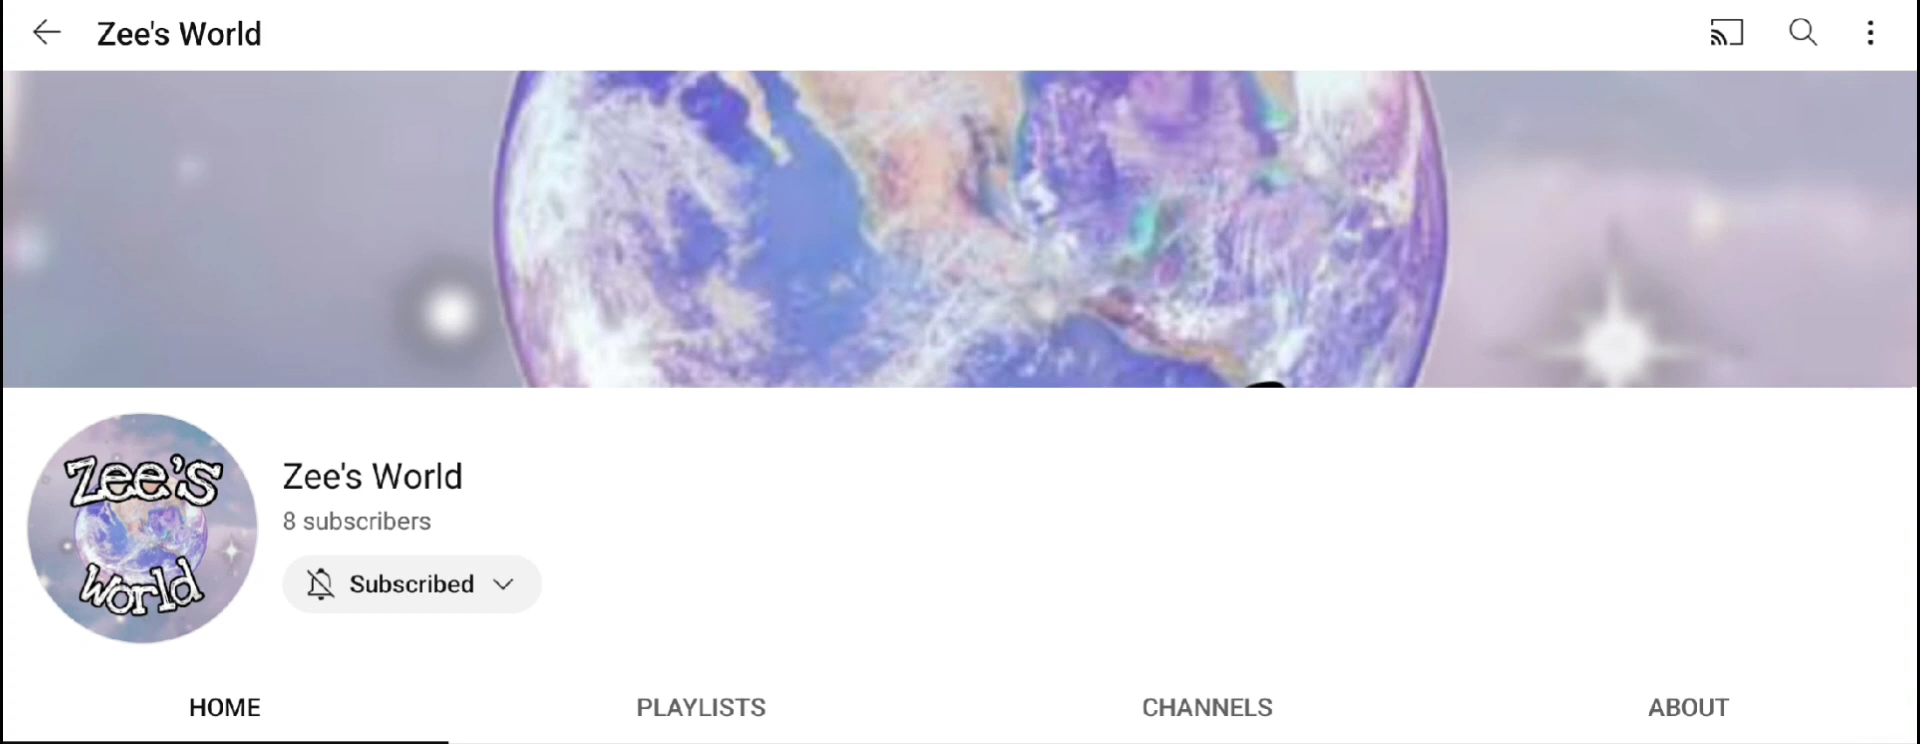 Zee's World
Zee's
World
Zee's World
8 subscribers
Subscribed
HOME PLAYLISTS CHANNELS ABOUT